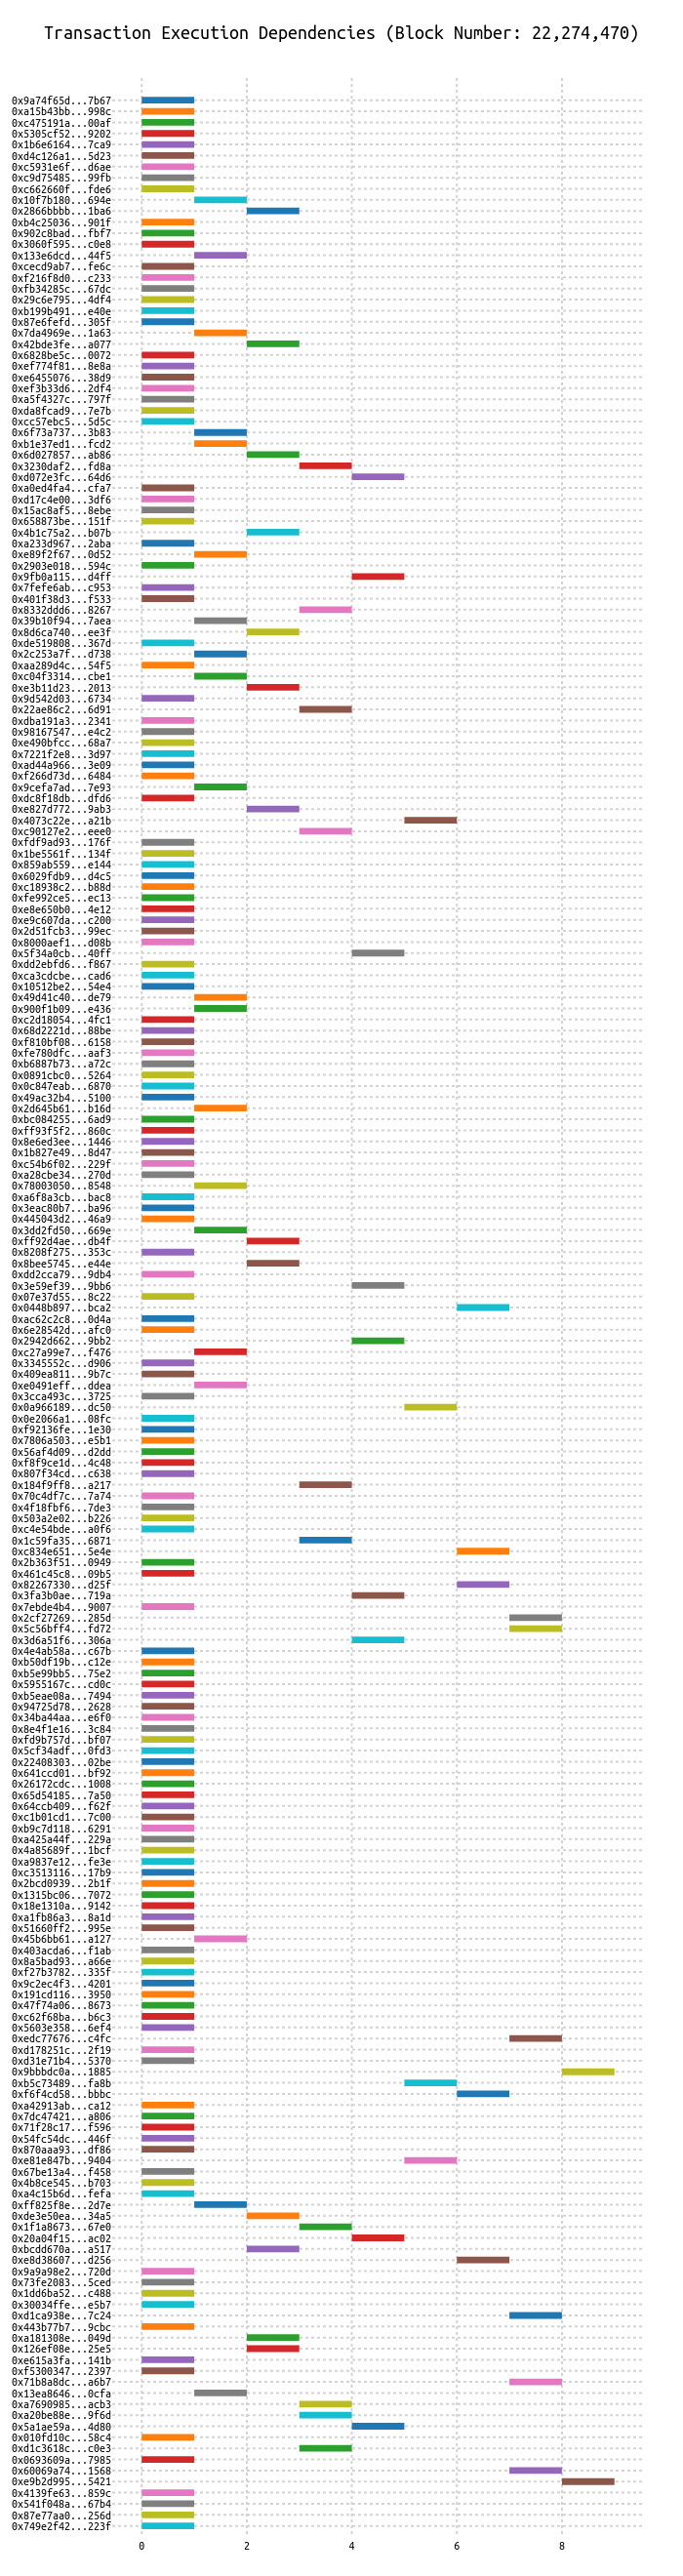 Transaction Execution Dependencies (Block Number: 22,274,470)
0x9a74f65d...7b67
0xa15b43bb...998c
0xc475191a...00af
0x5305cf52...9202
0x1b6e6164...7ca9
0xd4c126a1...5d23
0xc5931e6f...d6ae
0xc9d75485...99fb
0xc662660f...fde6
0x10f7b180...694e
0x2866bbbb...1ba6
0xb4c25036...901f
0x902c8bad...fbf7
0x3060f595...c0e8
0x133e6dcd...44f5
0xcecd9ab7...fe6c
0xf216f8d0...c233
0xfb34285c...67dc
0x29c6e795...4df4
0xb199b491...e40e
0x87e6fefd...305f
0x7da4969e...1a63
0x42bde3fe...a077
0x6828be5c...0072
0xef774f81...8e8a
0xe6455076...38d9
0xef3b33d6...2df4
0xa5f4327c...797f
0xda8fcad9...7e7b
0xcc57ebc5...5d5c
0x6f73a737...3b83
0xb1e37ed1...fcd2
0x6d027857...ab86
0x3230daf2...fd8a
0xd072e3fc...64d6
0xa0ed4fa4...cfa7
0xd17c4e00...3df6
0x15ac8af5...8ebe
0x658873be...151f
0x4b1c75a2...b07b
0xa233d967...2aba
0xe89f2f67...0d52
0x2903e018...594c
0x9fb0a115...d4ff
0x7fefe6ab...c953
0x401f38d3...f533
0x8332ddd6...8267
0x39b10f94...7aea
0x8d6ca740...ee3f
0xde519808...367d
0x2c253a7f...d738
0xaa289d4c...54f5
0xc04f3314...cbe1
0xe3b11d23...2013
0x9d542d03...6734
0x22ae86c2...6d91
0xdba191a3...2341
0x98167547...e4c2
0xe490bfcc...68a7
0x7221f2e8...3d97
0xad44a966...3e09
0xf266d73d...6484
0x9cefa7ad...7e93
0xdc8f18db...dfd6
0xe827d772...9ab3
0x4073c22e...a21b
0xc90127e2...eee0
0xfdf9ad93...176f
0x1be5561f...134f
0x859ab559...e144
0x6029fdb9...d4c5
0xc18938c2...b88d
0xfe992ce5...ec13
0xe8e650b0...4e12
0xe9c607da...c200
0x2d51fcb3...99ec
0x8000aef1...d08b
0x5f34a0cb...40ff
0xdd2ebfd6...f867
0xca3cdcbe...cad6
0x10512be2...54e4
0x49d41c40...de79
0x900f1b09...e436
0xc2d18054...4fc1
0x68d2221d...88be
0xf810bf08...6158
0xfe780dfc...aaf3
0xb6887b73...a72c
0x0891cbc0...5264
0x0c847eab...6870
0x49ac32b4...5100
0x2d645b61...b16d
0xbc084255...6ad9
0xff93f5f2...860c
0x8e6ed3ee...1446
0x1b827e49...8d47
0xc54b6f02...229f
0xa28cbe34...270d
0x78003050...8548
0xa6f8a3cb...bac8
0x3eac80b7...ba96
0x445043d2...46a9
0x3dd2fd50...669e
0xff92d4ae...db4f
0x8208f275...353c
0x8bee5745...e44e
0xdd2cca79...9db4
0x3e59ef39...9bb6
0x07e37d55...8c22
0x0448b897...bca2
0xac62c2c8...0d4a
0x6e28542d...afc0
0x2942d662...9bb2
0xc27a99e7...f476
0x3345552c...d906
0x409ea811...9b7c
0xe0491eff...ddea
0x3cca493c...3725
0x0a966189...dc50
0x0e2066a1...08fc
0xf92136fe...1e30
0x7806a503...e5b1
0x56af4d09...d2dd
0xf8f9ce1d...4c48
0x807f34cd...c638
0x184f9ff8...a217
0x70c4df7c...7a74
0x4f18fbf6...7de3
0x503a2e02...b226
0xc4e54bde...a0f6
0x1c59fa35...6871
0xc834e651...5e4e
0x2b363f51...0949
0x461c45c8...09b5
0x82267330...d25f
0x3fa3b0ae...719a
0x7ebde4b4...9007
0x2cf27269...285d
0x5c56bff4...fd72
0x3d6a51f6...306a
0x4e4ab58a...c67b
0xb50df19b...c12e
0xb5e99bb5...75e2
0x5955167c...cd0c
0xb5eae08a...7494
0x94725d78...2628
0x34ba44aa...e6f0
0x8e4f1e16...3c84
0xfd9b757d...bf07
0x5cf34adf...0fd3
0x22408303...02be
0x641ccd01...bf92
0x26172cdc...1008
0x65d54185...7a50
0x64ccb409...f62f
0xc1b01cd1...7c00
0xb9c7d118...6291
0xa425a44f...229a
0x4a85689f...1bcf
0xa9837e12...fe3e
0xc3513116...17b9
0x2bcd0939...2b1f
0x1315bc06...7072
0x18e1310a...9142
0xa1fb86a3...8a1d
0x51660ff2...995e
0x45b6bb61...a127
0x403acda6...f1ab
0x8a5bad93...a66e
0xf27b3782...335f
0x9c2ec4f3...4201
0x191cd116...3950
0x47f74a06...8673
0xc62f68ba...b6c3
0x5603e358...6ef4
0xedc77676...c4fc
0xd178251c...2f19
0xd31e71b4...5370
0x9bbbdc0a...1885
0xb5c73489...fa8b
0xf6f4cd58...bbbc
0xa42913ab...ca12
0x7dc47421...a806
0x71f28c17...f596
0x54fc54dc...446f
0x870aaa93...df86
0xe81e847b...9404
0x67be13a4...f458
0x4b8ce545...b703
0xa4c15b6d...fefa
0xff825f8e...2d7e
0xde3e50ea...34a5
0x1f1a8673...67e0
0x20a04f15...ac02
0xbcdd670a...a517
0xe8d38607...d256
0x9a9a98e2...720d
0x73fe2083...5ced
0x1dd6ba52...c488
0x30034ffe...e5b7
0xd1ca938e...7c24
0x443b77b7...9cbc
0xa181308e...049d
0x126ef08e...25e5
0xe615a3fa...141b
0xf5300347...2397
0x71b8a8dc...a6b7
0x13ea8646...0cfa
0xa7690985...acb3
0xa20be88e...9f6d
0x5a1ae59a...4d80
0x010fd10c...58c4
0xd1c3618c...c0e3
0x0693609a...7985
0x60069a74...1568
0xe9b2d995...5421
0x4139fe63...859c
0x541f048a...67b4
0x87e77aa0...256d
0x749e2f42...223f
0 2 4 6 8